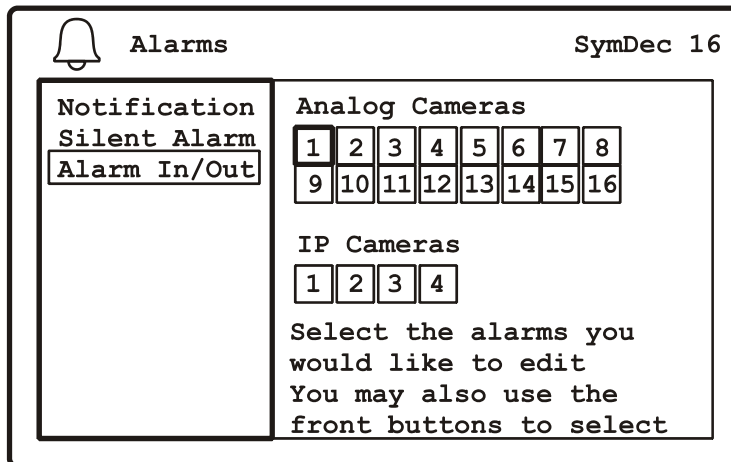 Alarms
SymDec 16
Notification
Silent Alarm
Alarm In/Out
Analog Cameras
1 2 3 4 5 6 7 8
9 10 11 12 13 14 15 16
IP Cameras
1 2 3 4
Select the alarms you
would like to edit
You may also use the
front buttons to select